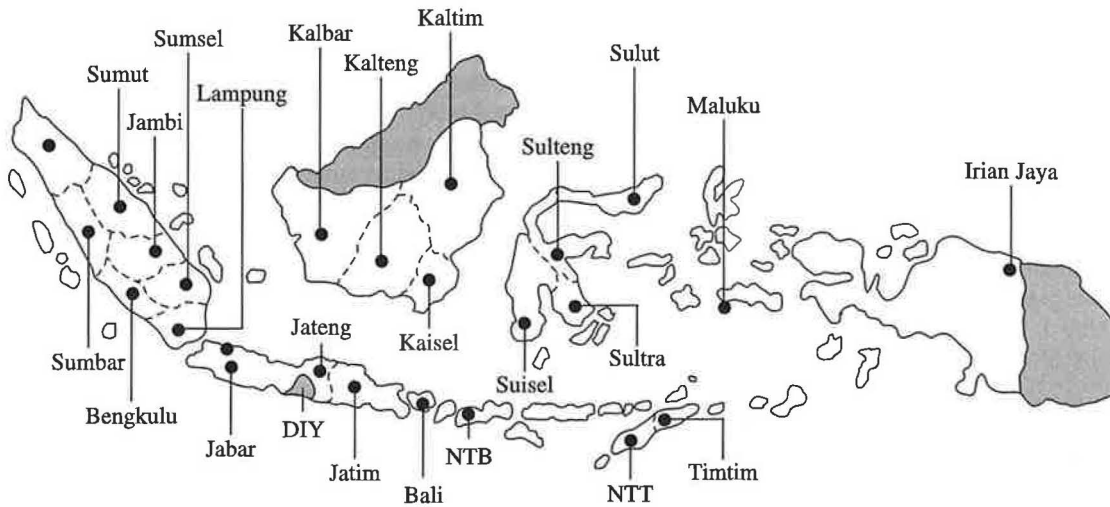 Kaltim
Sumsel
Kalbar
Sulut
Kalteng
Sumut
Lampung
Maluku
Jambi
Sulteng
Irian Jaya
Jateng
Kaisel
Sumbar
Sultra
Suisel
Bengkulu
DIY
Jabar
NTB
Jatim
Timtim
Bali
NTT